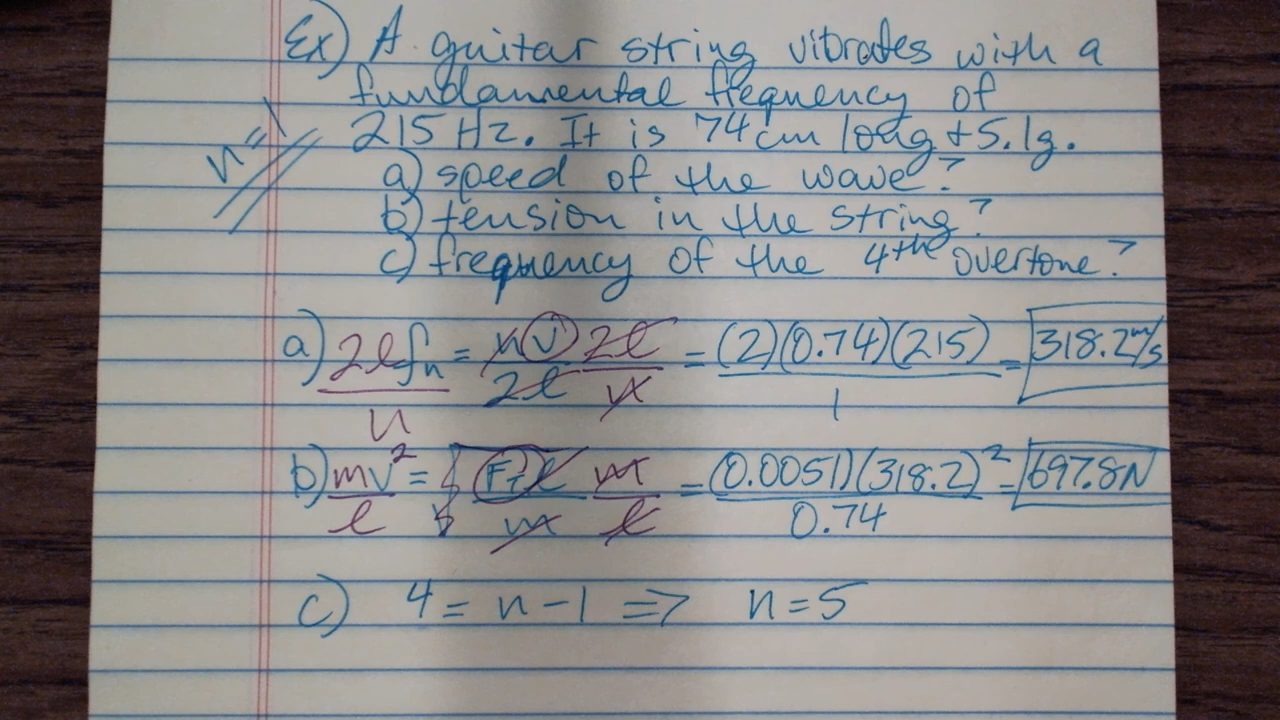 Ex) A guitar string vibrates with a
fundamental frequency of
n=1
215 Hz. It is 74cm long + 5.1g.
a) speed of the wave?
b) tension in the string?
c) frequency of the 4th overtone?
a) 2ℓfn/n = nv/2ℓ 2ℓ/n = (2)(0.74)(215)/1 = 318.2 m/s
b) mv²/ℓ = √ FTℓ/m m/ℓ = (0.0051)(318.2)²/0.74 = 697.8N
c) 4 = n - 1 => n = 5